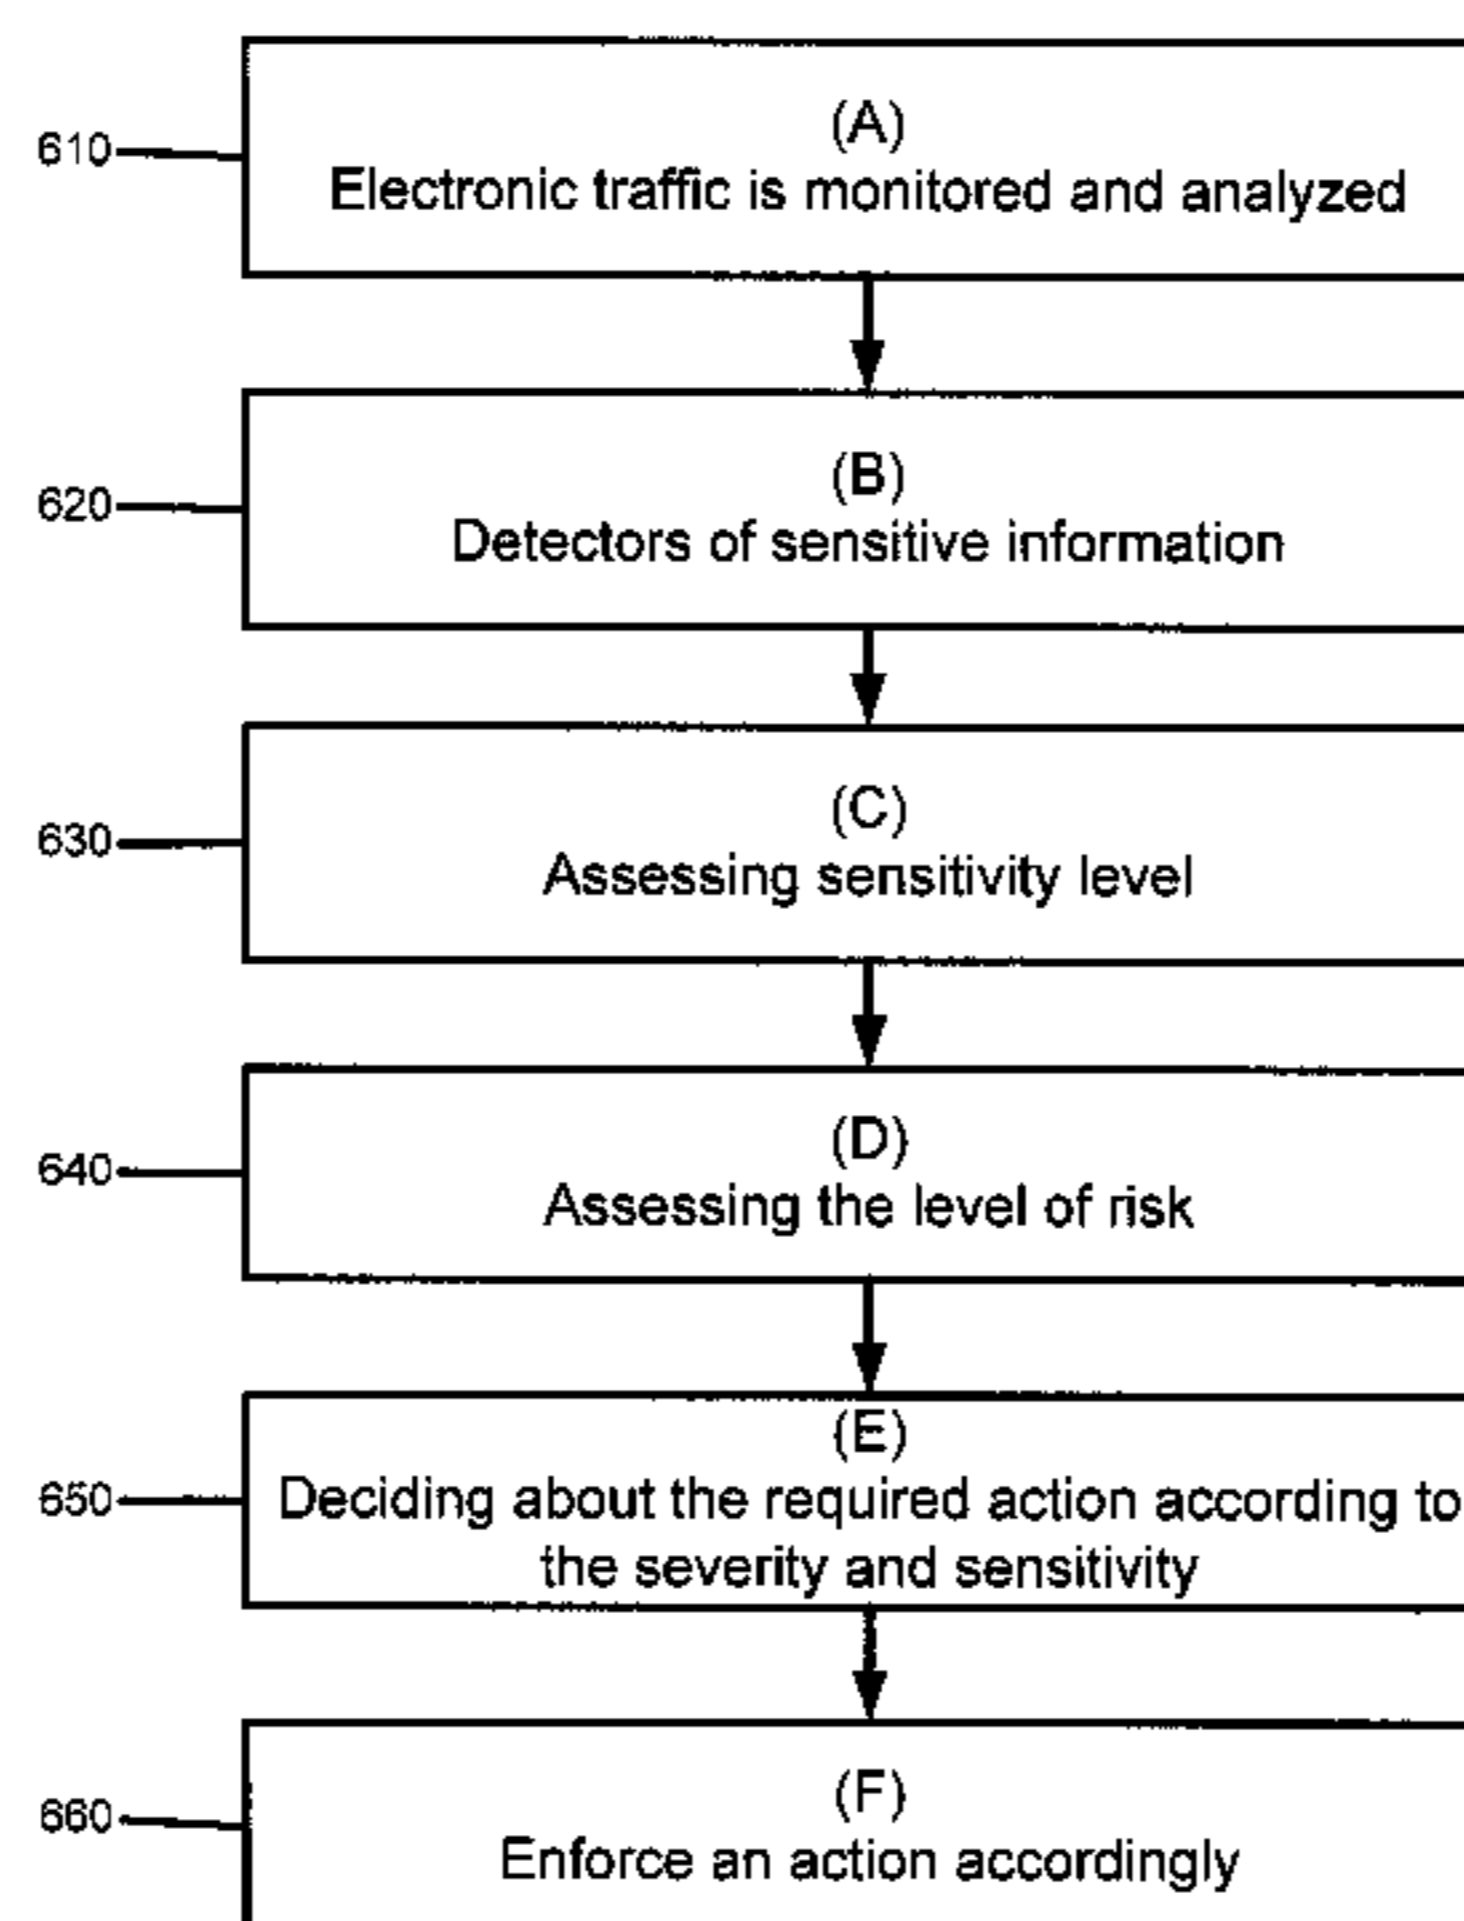 (A)
610
Electronic traffic is monitored and analyzed
(B)
620
Detectors of sensitive information
(C)
630
Assessing sensitivity level
(D)
640
Assessing the level of risk
(E)
650
Deciding about the required action according to
the severity and sensitivity
(F)
660
Enforce an action accordingly